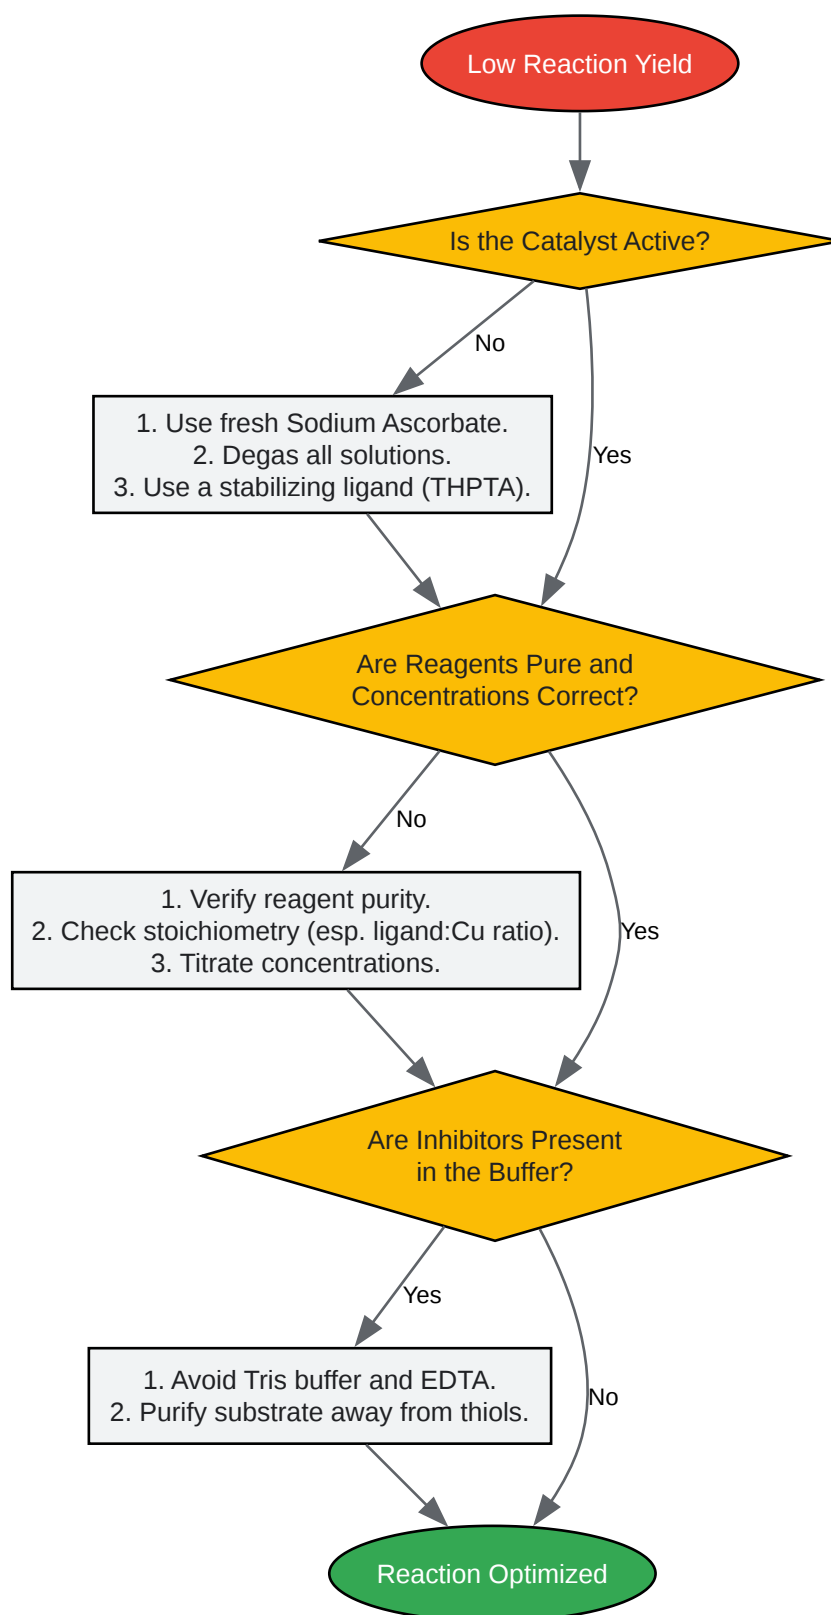 Low Reaction Yield
Is the Catalyst Active?
No
1. Use fresh Sodium Ascorbate.
2. Degas all solutions.
3. Use a stabilizing ligand (THPTA).
Yes
Are Reagents Pure and
Concentrations Correct?
No
1. Verify reagent purity.
2. Check stoichiometry (esp. ligand:Cu ratio).
3. Titrate concentrations.
Yes
Are Inhibitors Present
in the Buffer?
Yes
1. Avoid Tris buffer and EDTA.
2. Purify substrate away from thiols.
No
Reaction Optimized